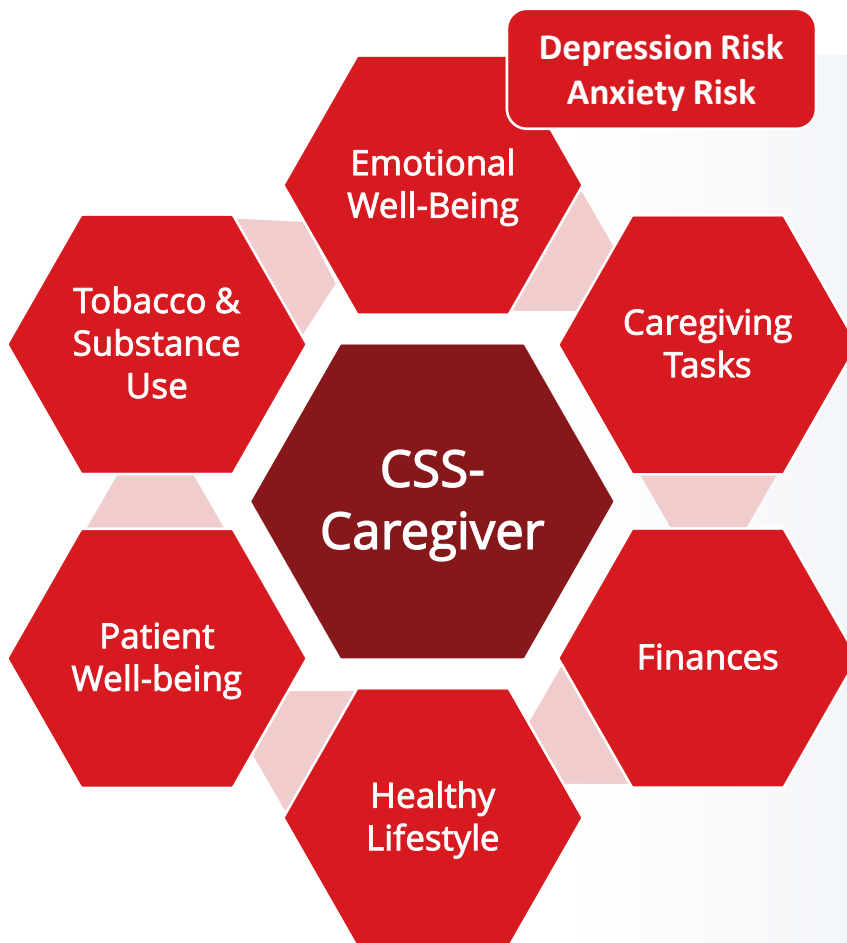 Depression Risk
Anxiety Risk
Emotional
Well-Being
Caregiving
Tasks
Finances
Healthy
Lifestyle
Patient
Well-being
Tobacco &
Substance
Use
CSS-
Caregiver